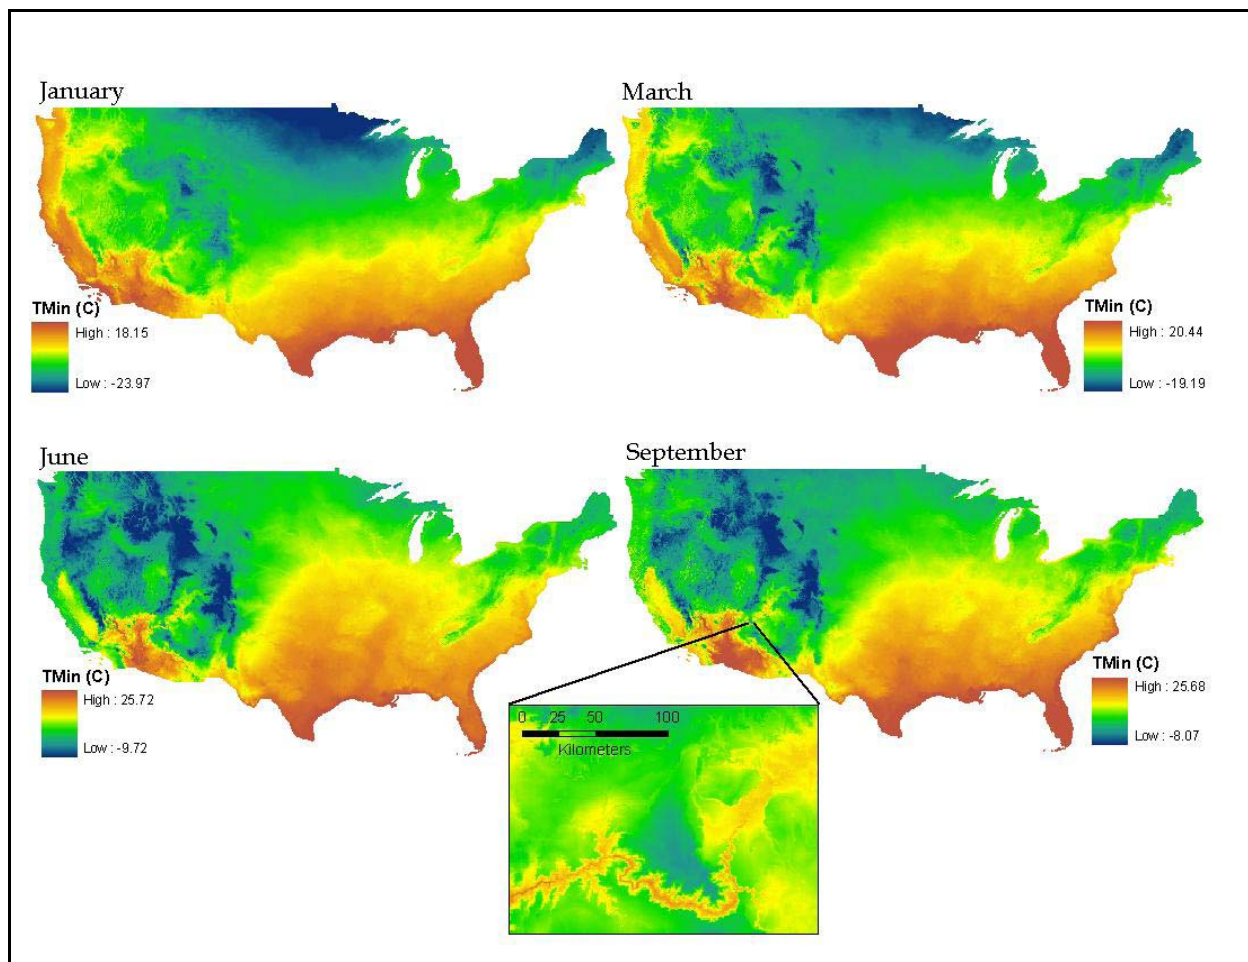 January
TMin (C)
High : 18.15
Low : -23.97
March
TMin (C)
High : 20.44
Low : -19.19
June
TMin (C)
High : 25.72
Low : -9.72
September
TMin (C)
High : 25.68
Low : -8.07
0 25 50 100
Kilometers